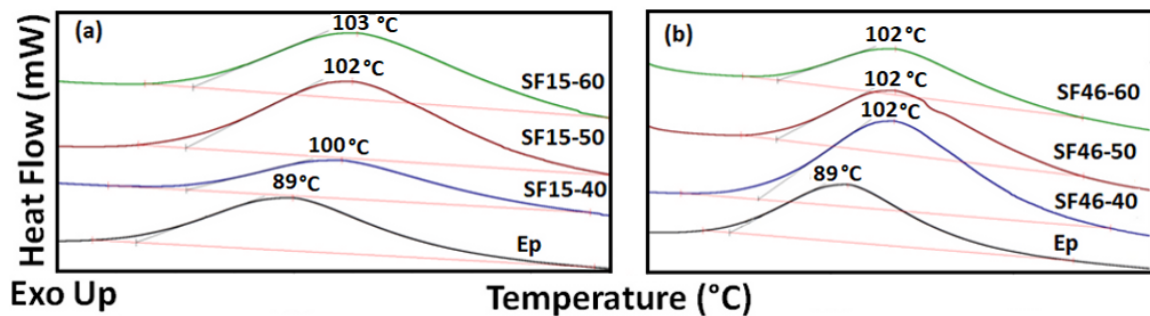 Heat Flow (mW)
(a)
103 °C
SF15-60
102 °C
SF15-50
100 °C
SF15-40
89 °C
Ep
(b)
102 °C
SF46-60
102 °C
SF46-50
102 °C
SF46-40
89 °C
Ep
Exo Up
Temperature (°C)